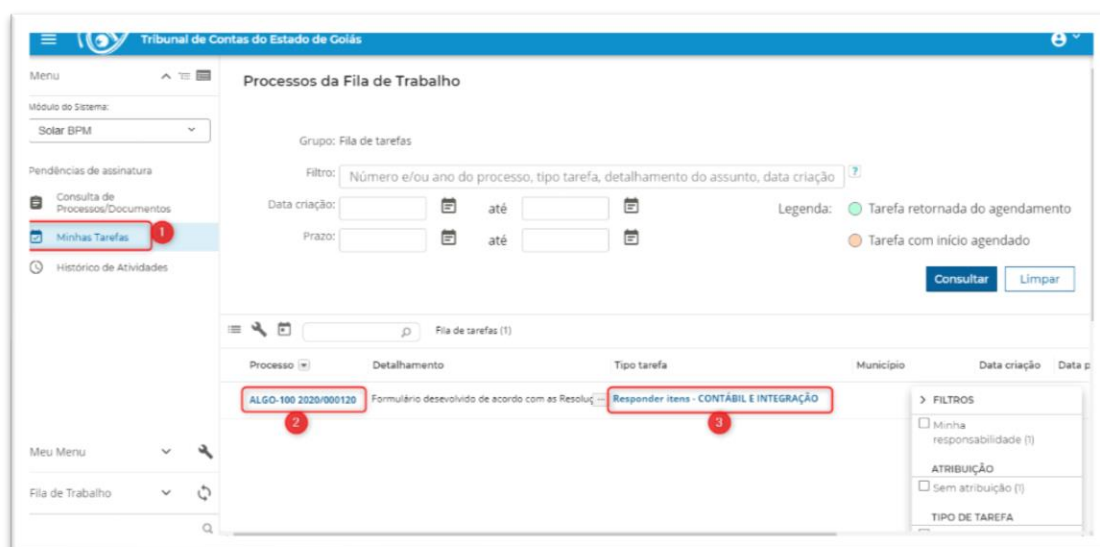 Tribunal de Contas do Estado de Goiás
Menu
Módulo do Sistema:
Solar BPM
Pendências de assinatura
Consulta de
Processos/Documentos
Minhas Tarefas
1
Histórico de Atividades
Meu Menu
Fila de Trabalho
Processos da Fila de Trabalho
Grupo: Fila de tarefas
Filtro: Número e/ou ano do processo, tipo tarefa, detalhamento do assunto, data criação ?
Data criação: até Legenda: Tarefa retornada do agendamento
Prazo: até Tarefa com início agendado
Consultar Limpar
Fila de tarefas (1)
Processo Detalhamento Tipo tarefa Município Data criação Data p
ALGO-100 2020/000120 Formulário desevolvido de acordo com as Resoluç ... Responder itens - CONTÁBIL E INTEGRAÇÃO
2 3
> FILTROS
Minha
responsabilidade (1)
ATRIBUIÇÃO
Sem atribuição (1)
TIPO DE TAREFA